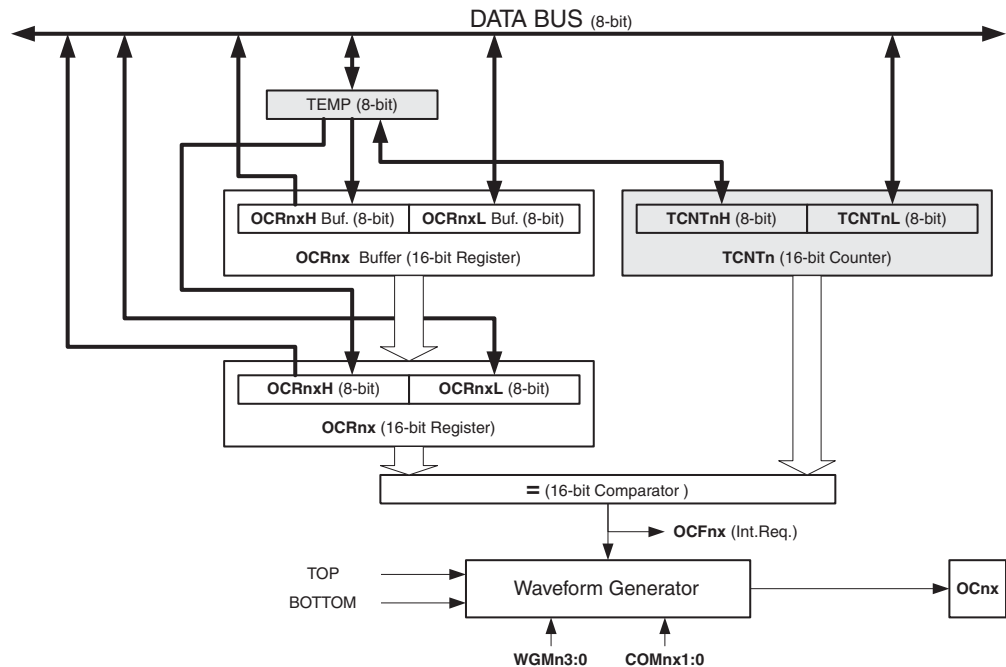 DATA BUS (8-bit)
TEMP (8-bit)
OCRnxH Buf. (8-bit) OCRnxL Buf. (8-bit)
OCRnx Buffer (16-bit Register)
TCNTnH (8-bit) TCNTnL (8-bit)
TCNTn (16-bit Counter)
OCRnxH (8-bit) OCRnxL (8-bit)
OCRnx (16-bit Register)
= (16-bit Comparator )
OCFnx (Int.Req.)
TOP
BOTTOM
Waveform Generator
OCnx
WGMn3:0 COMnx1:0